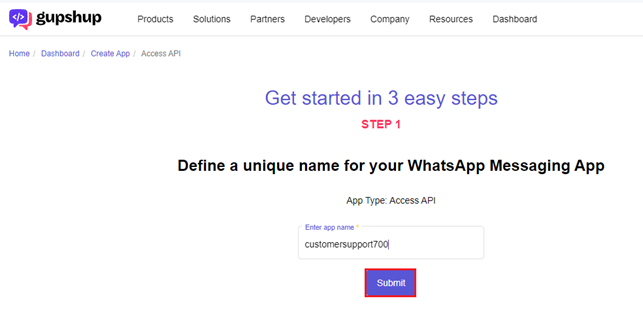 gupshup Products Solutions Partners Developers Company Resources Dashboard
Home / Dashboard / Create App / Access API
Get started in 3 easy steps
STEP 1
Define a unique name for your WhatsApp Messaging App
App Type: Access API
Enter app name *
customersupport700
Submit